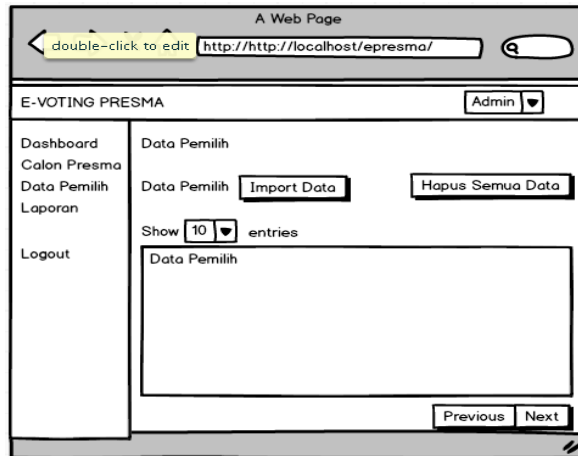 A Web Page
double-click to edit
http://http://localhost/epresma/
E-VOTING PRESMA
Admin
Dashboard
Calon Presma
Data Pemilih
Laporan
Logout
Data Pemilih
Data Pemilih Import Data Hapus Semua Data
Show 10 entries
Data Pemilih
Previous Next